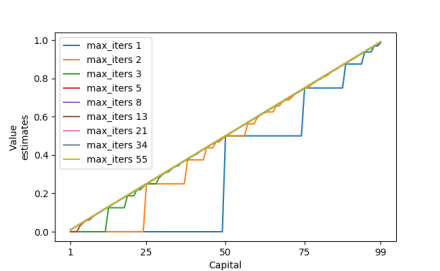 max_iters 1
max_iters 2
max_iters 3
max_iters 5
max_iters 8
max_iters 13
max_iters 21
max_iters 34
max_iters 55
1.0
0.8
0.6
0.4
0.2
0.0
Value
estimates
1 25 50 75 99
Capital